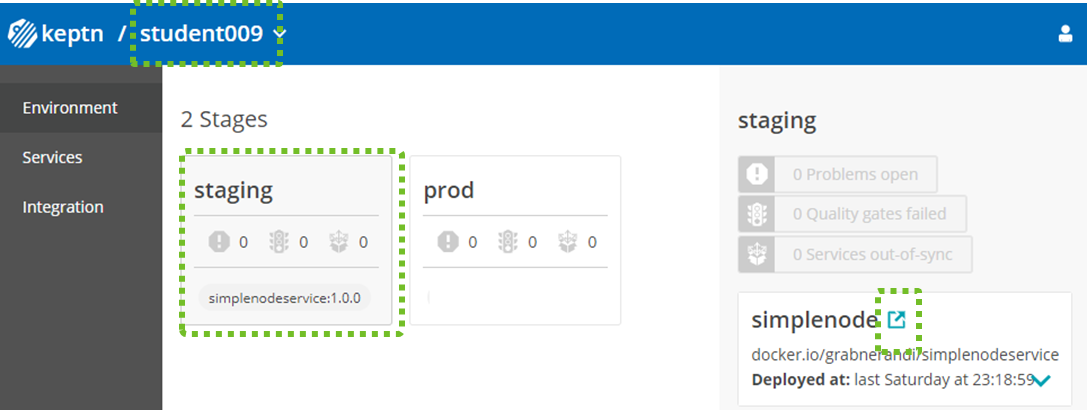 keptn / student009
Environment
Services
Integration
2 Stages
staging
0 0 0
simplenodeservice:1.0.0
prod
0 0 0
staging
0 Problems open
0 Quality gates failed
0 Services out-of-sync
simplenode
docker.io/grabnerandi/simplenodeservice
Deployed at: last Saturday at 23:18:59